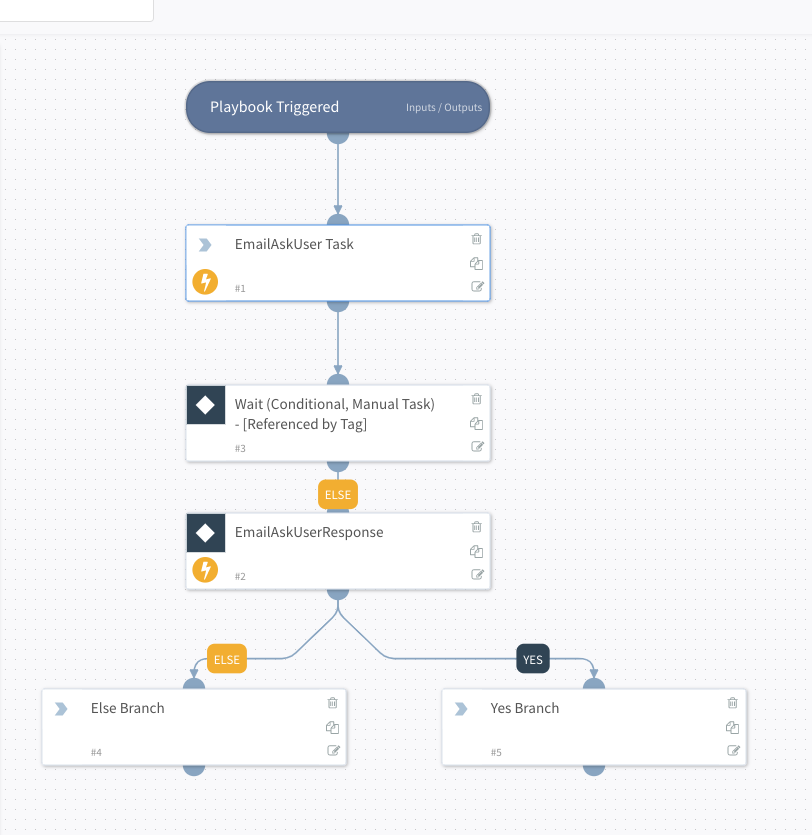 Playbook Triggered
Inputs / Outputs
EmailAskUser Task
#1
Wait (Conditional, Manual Task)
- [Referenced by Tag]
#3
ELSE
EmailAskUserResponse
#2
ELSE
YES
Else Branch
#4
Yes Branch
#5